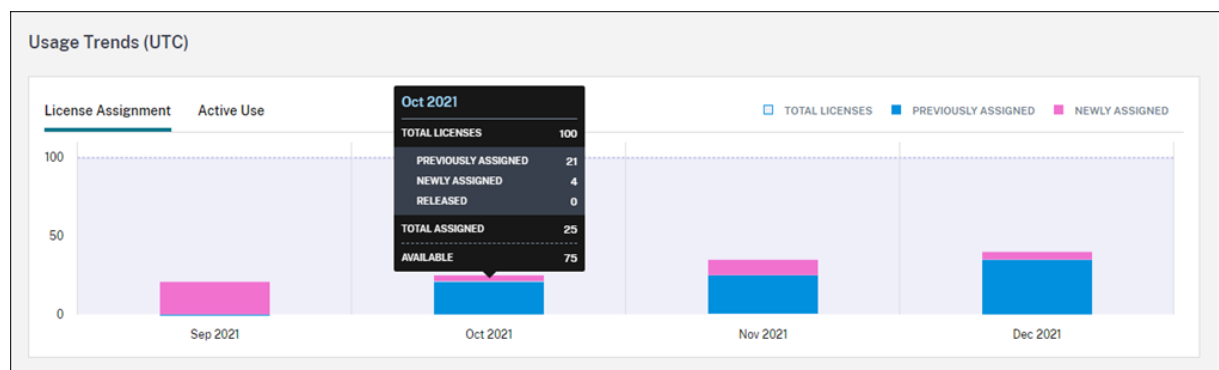 Usage Trends (UTC)
License Assignment Active Use
TOTAL LICENSES PREVIOUSLY ASSIGNED NEWLY ASSIGNED
Oct 2021
TOTAL LICENSES 100
PREVIOUSLY ASSIGNED 21
NEWLY ASSIGNED 4
RELEASED 0
TOTAL ASSIGNED 25
AVAILABLE 75
100
50
0
Sep 2021 Oct 2021 Nov 2021 Dec 2021